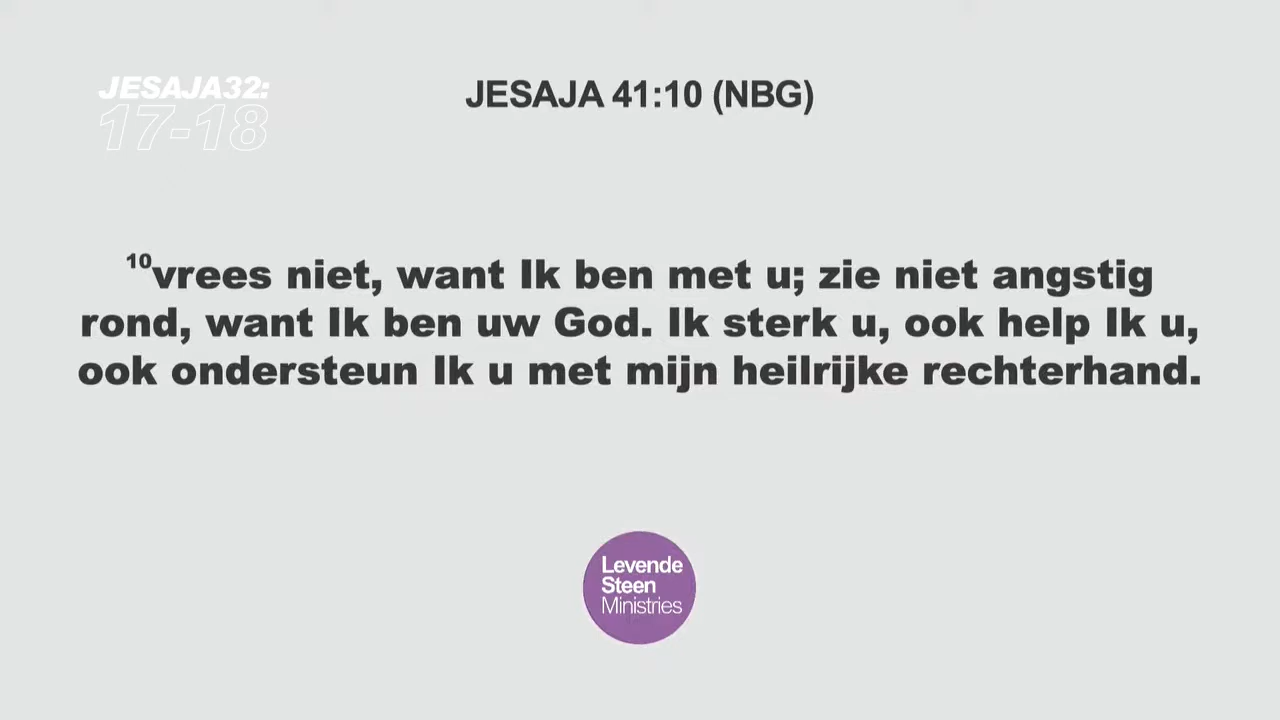 JESAJA32:
17-18
JESAJA 41:10 (NBG)
10vrees niet, want Ik ben met u; zie niet angstig
rond, want Ik ben uw God. Ik sterk u, ook help Ik u,
ook ondersteun Ik u met mijn heilrijke rechterhand.
Levende
Steen
Ministries